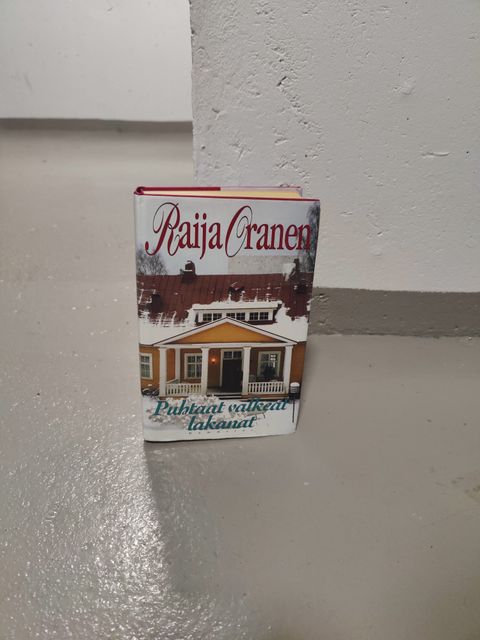 Raija Oranen
Puhtaat valkeat
lakanat